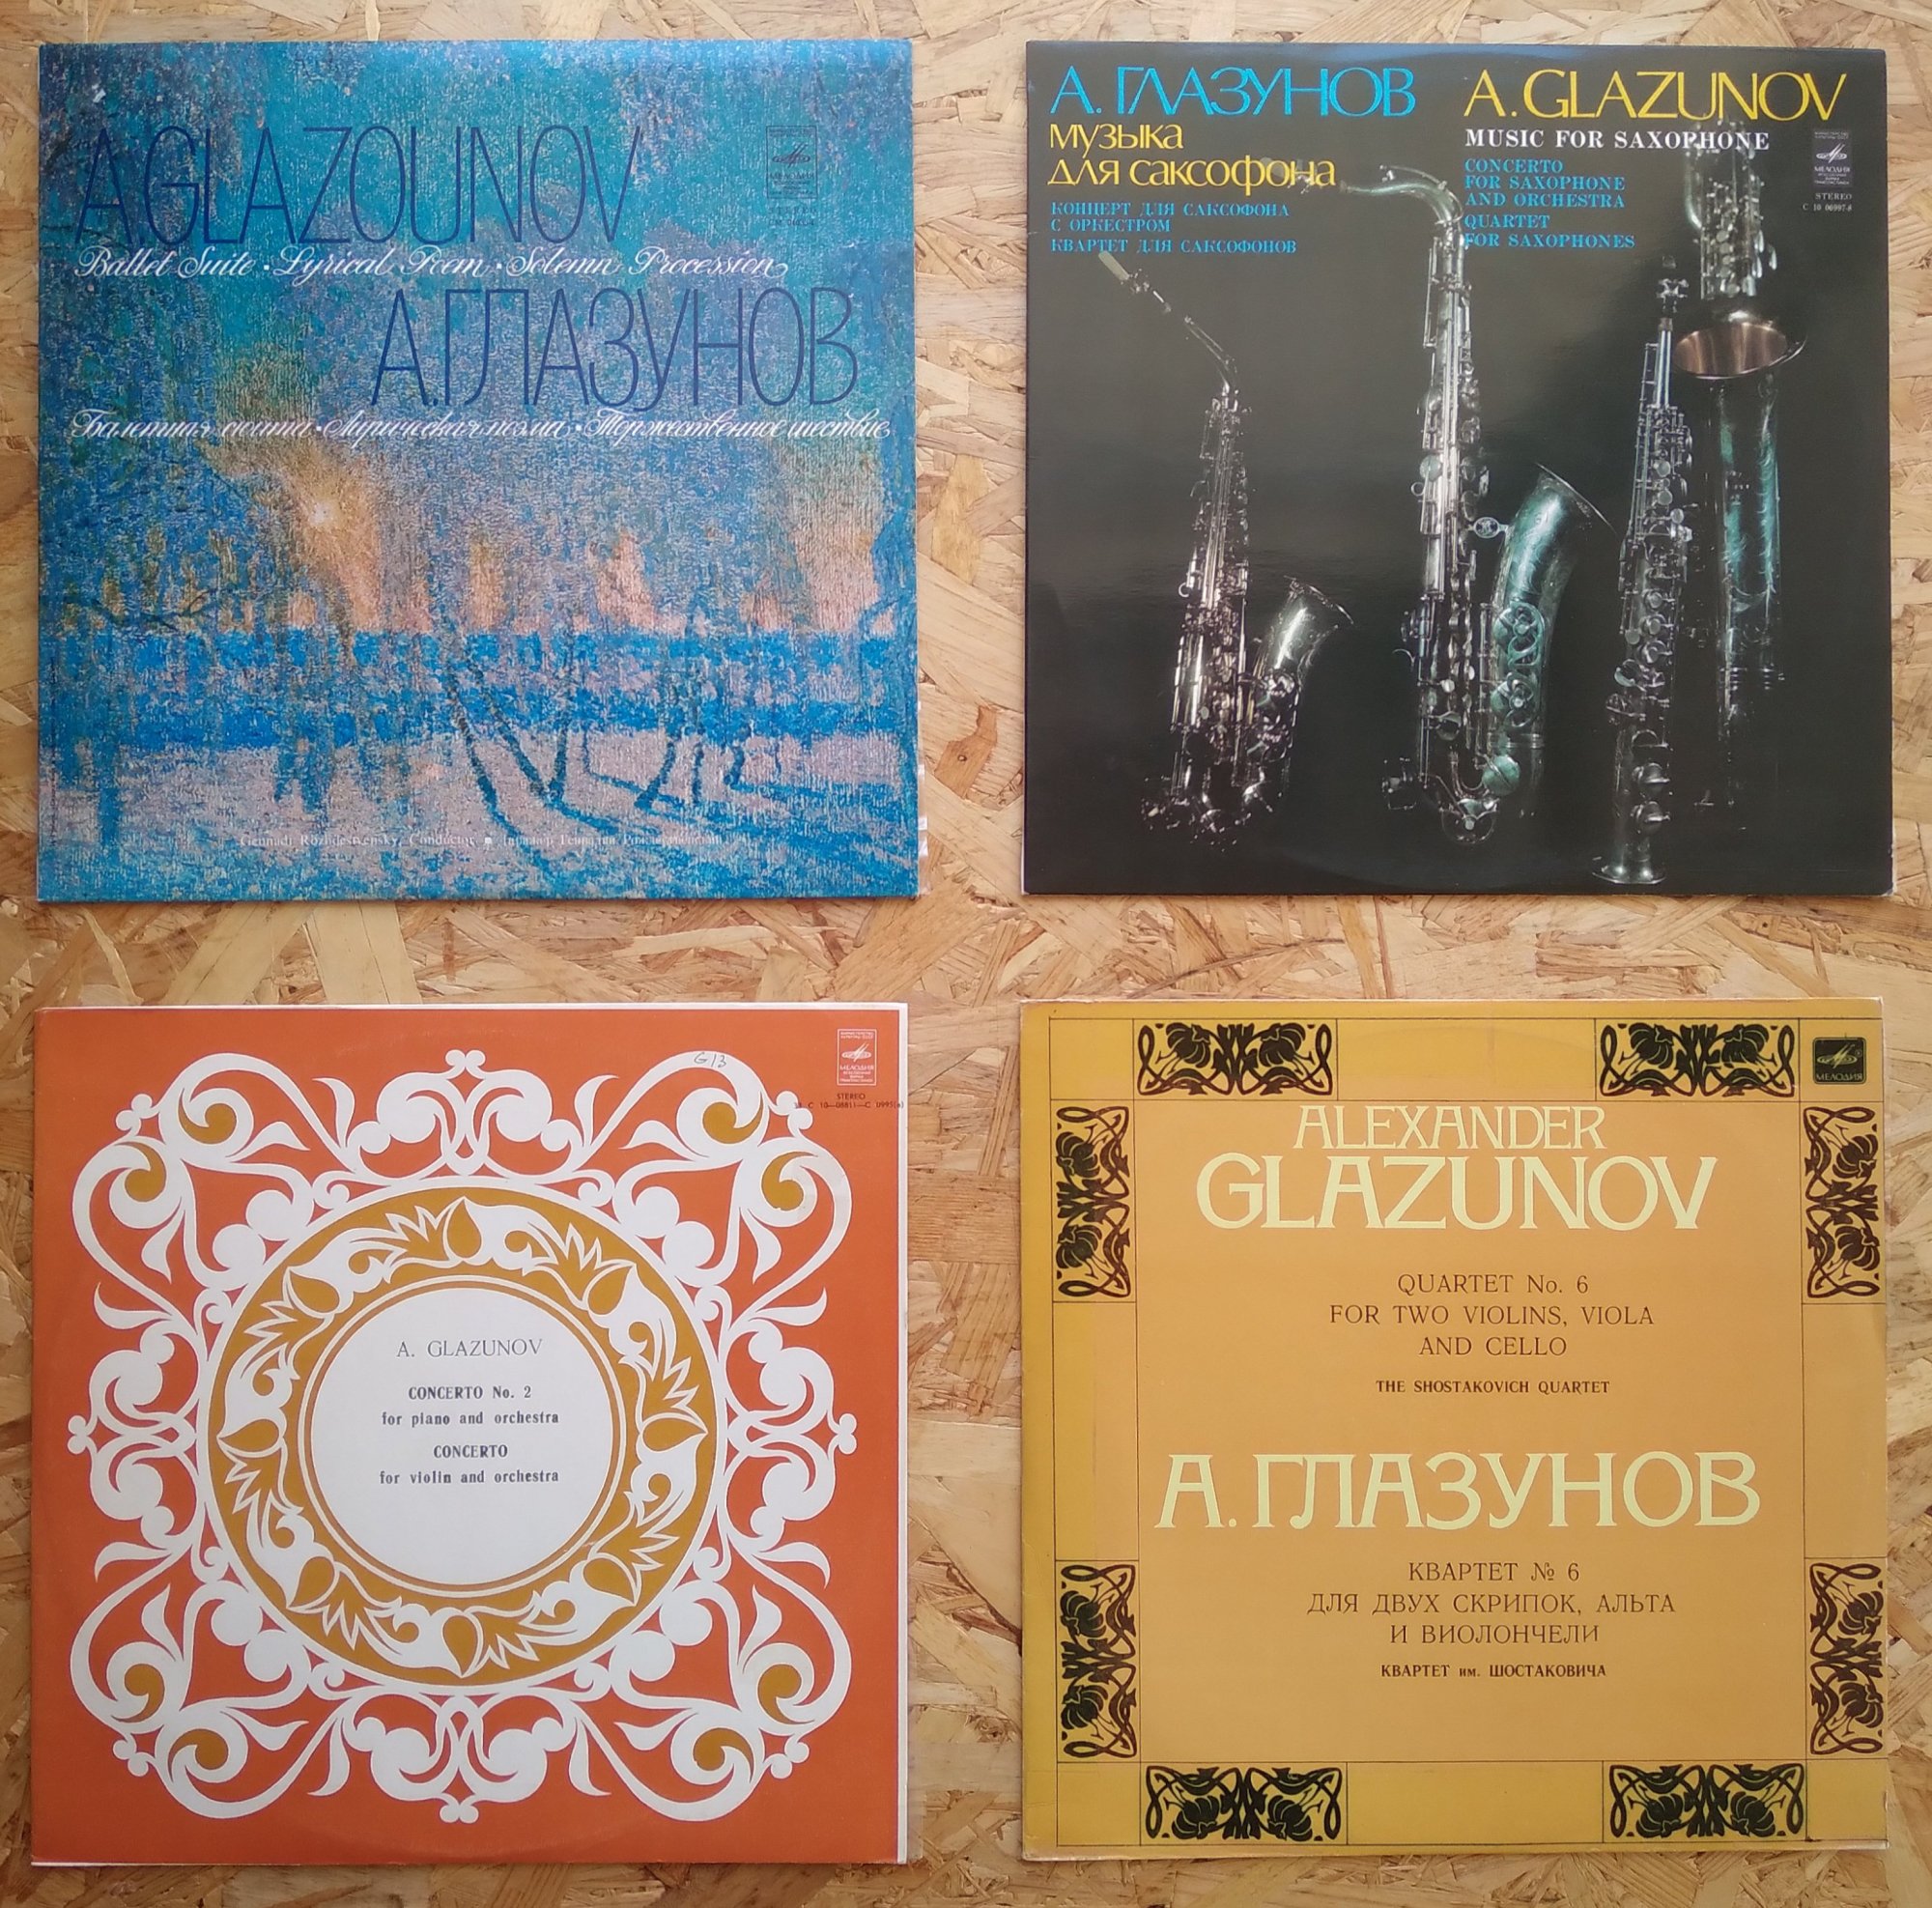 A.GLAZOUNOV
Ballet Suite · Lyrical Poem · Solemn Procession
А.ГЛАЗУНОВ
Балетная сюита · Лирическая поэма · Торжественное шествие
Gennadi Rozhdestvensky, Conductor
МЕЛОДИЯ
А. ГЛАЗУНОВ
музыка
для саксофона
КОНЦЕРТ ДЛЯ САКСОФОНА
С ОРКЕСТРОМ
КВАРТЕТ ДЛЯ САКСОФОНОВ
A. GLAZUNOV
MUSIC FOR SAXOPHONE
CONCERTO
FOR SAXOPHONE
AND ORCHESTRA
QUARTET
FOR SAXOPHONES
МЕЛОДИЯ
STEREO
С 10 06997-8
G13
МЕЛОДИЯ
STEREO
A. GLAZUNOV
CONCERTO No. 2
for piano and orchestra
CONCERTO
for violin and orchestra
МЕЛОДИЯ
ALEXANDER
GLAZUNOV
QUARTET No. 6
FOR TWO VIOLINS, VIOLA
AND CELLO
THE SHOSTAKOVICH QUARTET
А. ГЛАЗУНОВ
КВАРТЕТ № 6
ДЛЯ ДВУХ СКРИПОК, АЛЬТА
И ВИОЛОНЧЕЛИ
КВАРТЕТ им. ШОСТАКОВИЧА